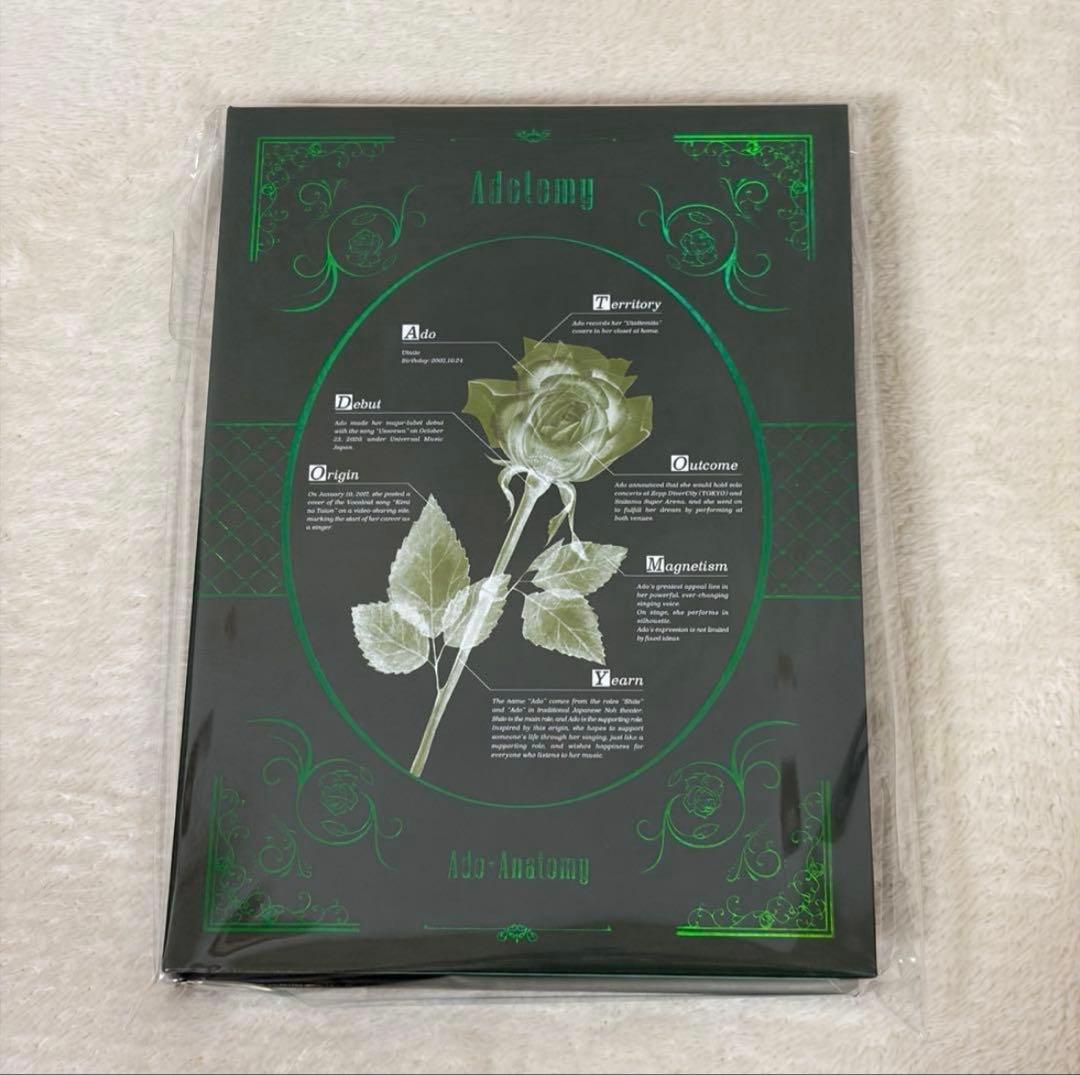 Adotomy
Territory
Ado records her "Utattemita"
covers in her closet at home.
Ado
Utaite
Birthday: 2002.10.24
Debut
Ado made her major-label debut
with the song "Usseewa" on October
23, 2020, under Universal Music
Japan.
Outcome
Ado announced that she would hold solo
concerts at Zepp DiverCity (TOKYO) and
Saitama Super Arena, and she went on
to fulfill her dream by performing at
both venues.
Origin
On January 10, 2017, she posted a
cover of the Vocaloid song "Kimi
no Taion" on a video-sharing site,
marking the start of her career as
a singer.
Magnetism
Ado's greatest appeal lies in
her powerful, ever-changing
singing voice.
On stage, she performs in
silhouette.
Ado's expression is not limited
by fixed ideas.
Yearn
The name "Ado" comes from the roles "Shite"
and "Ado" in traditional Japanese Noh theater.
Shite is the main role, and Ado is the supporting role.
Inspired by this origin, she hopes to support
someone's life through her singing, just like a
supporting role, and wishes happiness for
everyone who listens to her music.
Ado-Anatomy